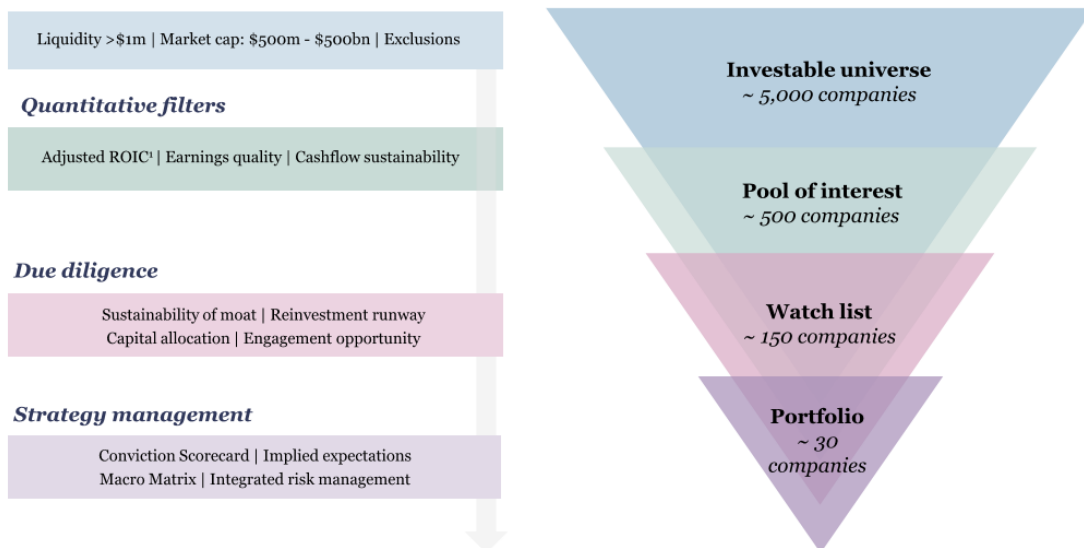 Liquidity >$1m | Market cap: $500m - $500bn | Exclusions
Quantitative filters
Adjusted ROIC¹ | Earnings quality | Cashflow sustainability
Due diligence
Sustainability of moat | Reinvestment runway
Capital allocation | Engagement opportunity
Strategy management
Conviction Scorecard | Implied expectations
Macro Matrix | Integrated risk management
Investable universe
~ 5,000 companies
Pool of interest
~ 500 companies
Watch list
~ 150 companies
Portfolio
~ 30
companies